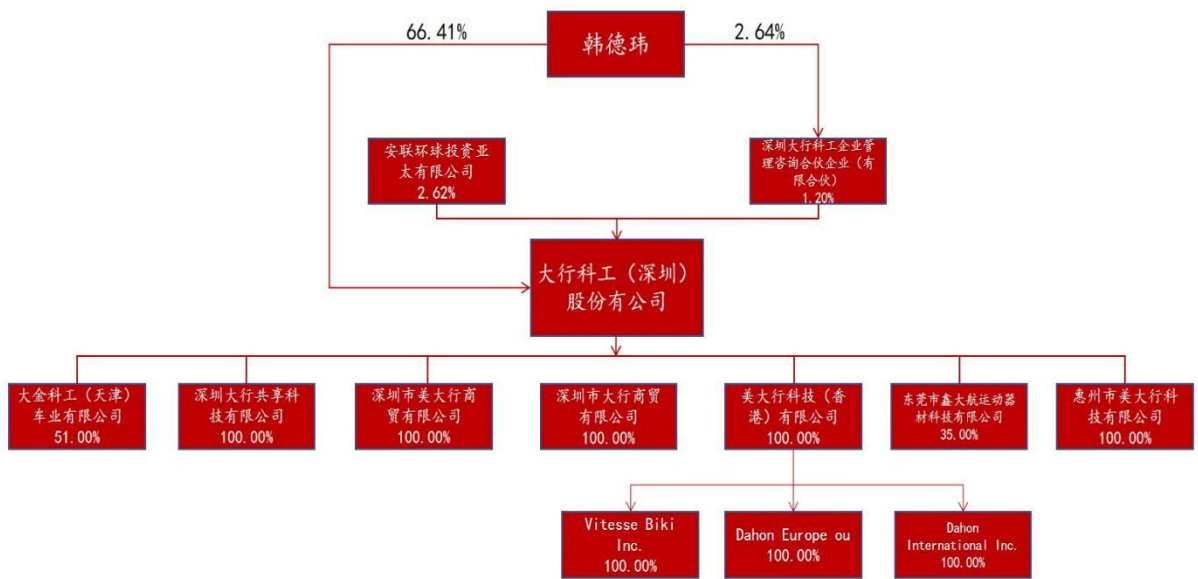 66.41%
韩德玮
2.64%
安联环球投资亚
太有限公司
2.62%
深圳大行科工企业管
理咨询合伙企业（有
限合伙）
1.20%
大行科工（深圳）
股份有公司
大金科工（天津）
车业有限公司
51.00%
深圳大行共享科
技有限公司
100.00%
深圳市美大行商
贸有限公司
100.00%
深圳市大行商贸
有限公司
100.00%
美大行科技（香
港）有限公司
100.00%
东莞市鑫大航运动器
材科技有限公司
35.00%
惠州市美大行科
技有限公司
100.00%
Vitesse Biki
Inc.
100.00%
Dahon Europe ou
100.00%
Dahon
International Inc.
100.00%